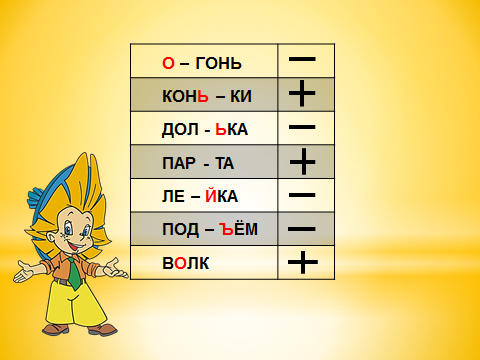 О – ГОНЬ –
КОНЬ – КИ +
ДОЛ - ЬКА –
ПАР - ТА +
ЛЕ – ЙКА –
ПОД – ЪЁМ –
ВОЛК +